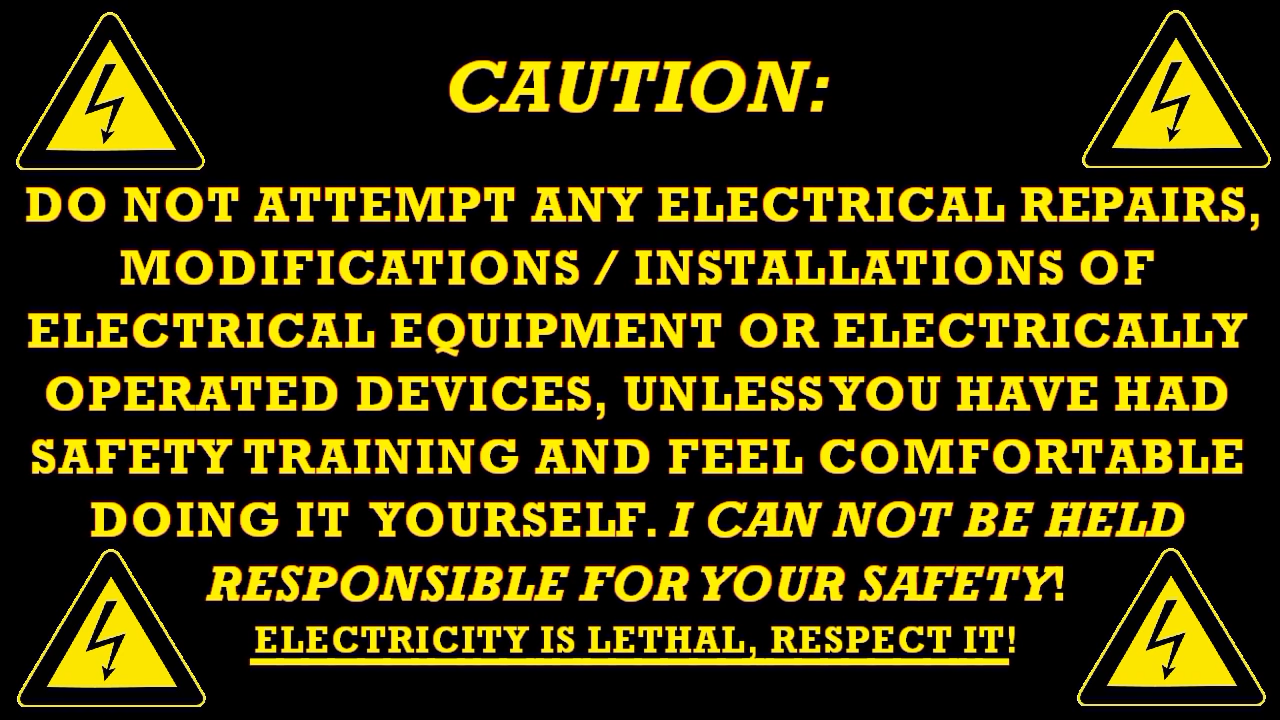 CAUTION:
DO NOT ATTEMPT ANY ELECTRICAL REPAIRS,
MODIFICATIONS / INSTALLATIONS OF
ELECTRICAL EQUIPMENT OR ELECTRICALLY
OPERATED DEVICES, UNLESS YOU HAVE HAD
SAFETY TRAINING AND FEEL COMFORTABLE
DOING IT YOURSELF. I CAN NOT BE HELD
RESPONSIBLE FOR YOUR SAFETY!
ELECTRICITY IS LETHAL, RESPECT IT!